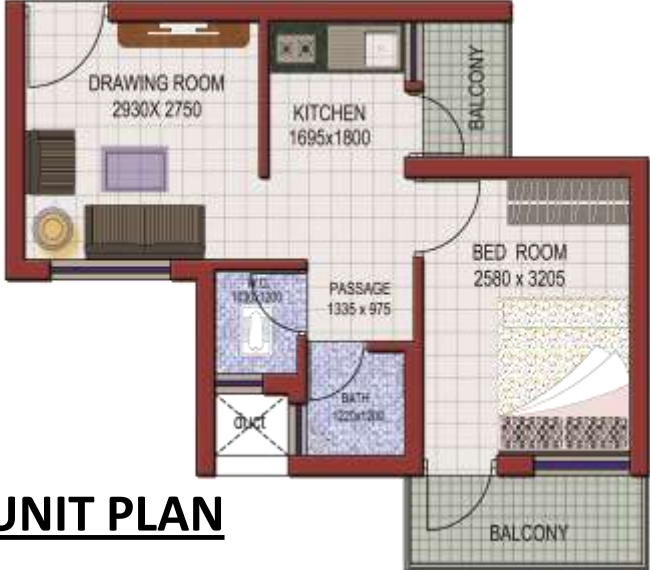 DRAWING ROOM
2930X 2750
KITCHEN
1695x1800
BALCONY
BED ROOM
2580 x 3205
W.C.
PASSAGE
1335 x 975
BATH
1220x1200
duct
UNIT PLAN
BALCONY